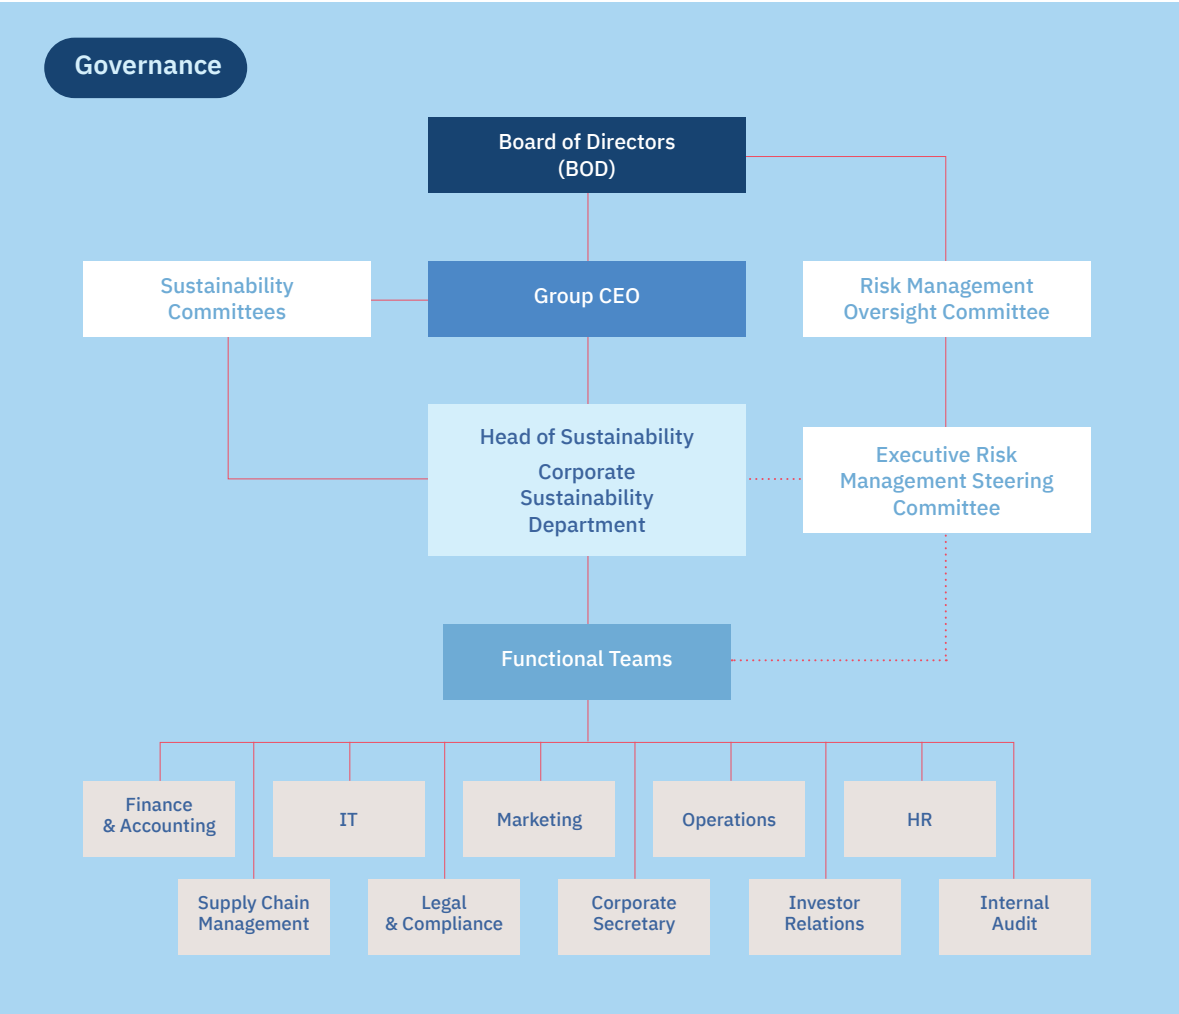 Governance
Board of Directors
(BOD)
Sustainability
Committees
Group CEO
Risk Management
Oversight Committee
Head of Sustainability
Corporate
Sustainability
Department
Executive Risk
Management Steering
Committee
Functional Teams
Finance
& Accounting
IT
Marketing
Operations
HR
Supply Chain
Management
Legal
& Compliance
Corporate
Secretary
Investor
Relations
Internal
Audit